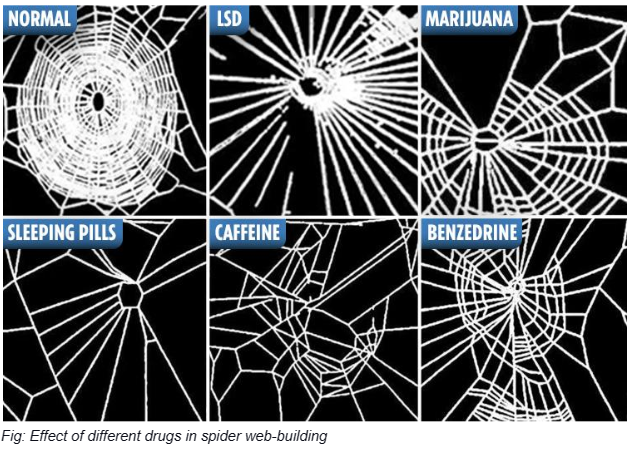 NORMAL
LSD
MARIJUANA
SLEEPING PILLS
CAFFEINE
BENZEDRINE
Fig: Effect of different drugs in spider web-building